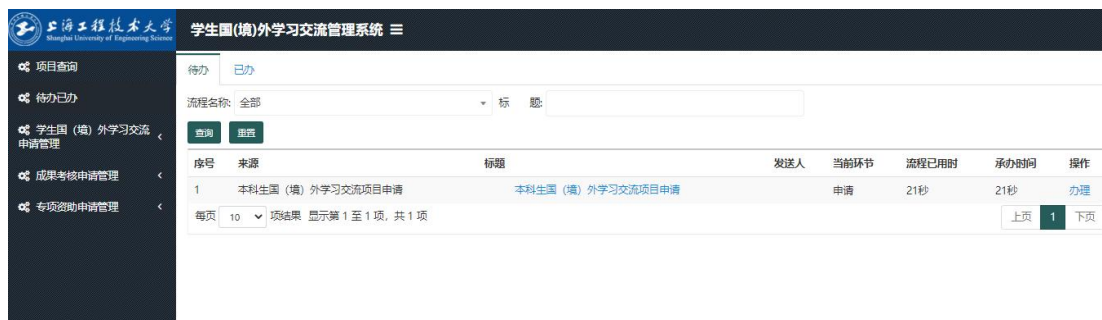 上海工程技术大学
Shanghai University of Engineering Science
学生国(境)外学习交流管理系统
项目查询
待办已办
学生国（境）外学习交流
申请管理
成果考核申请管理
专项资助申请管理
待办 已办
流程名称: 全部 标 题:
查询 重置
序号 来源 标题 发送人 当前环节 流程已用时 承办时间 操作
1 本科生国（境）外学习交流项目申请 本科生国（境）外学习交流项目申请 申请 21秒 21秒 办理
每页 10 项结果 显示第 1 至 1 项，共 1 项 上页 1 下页